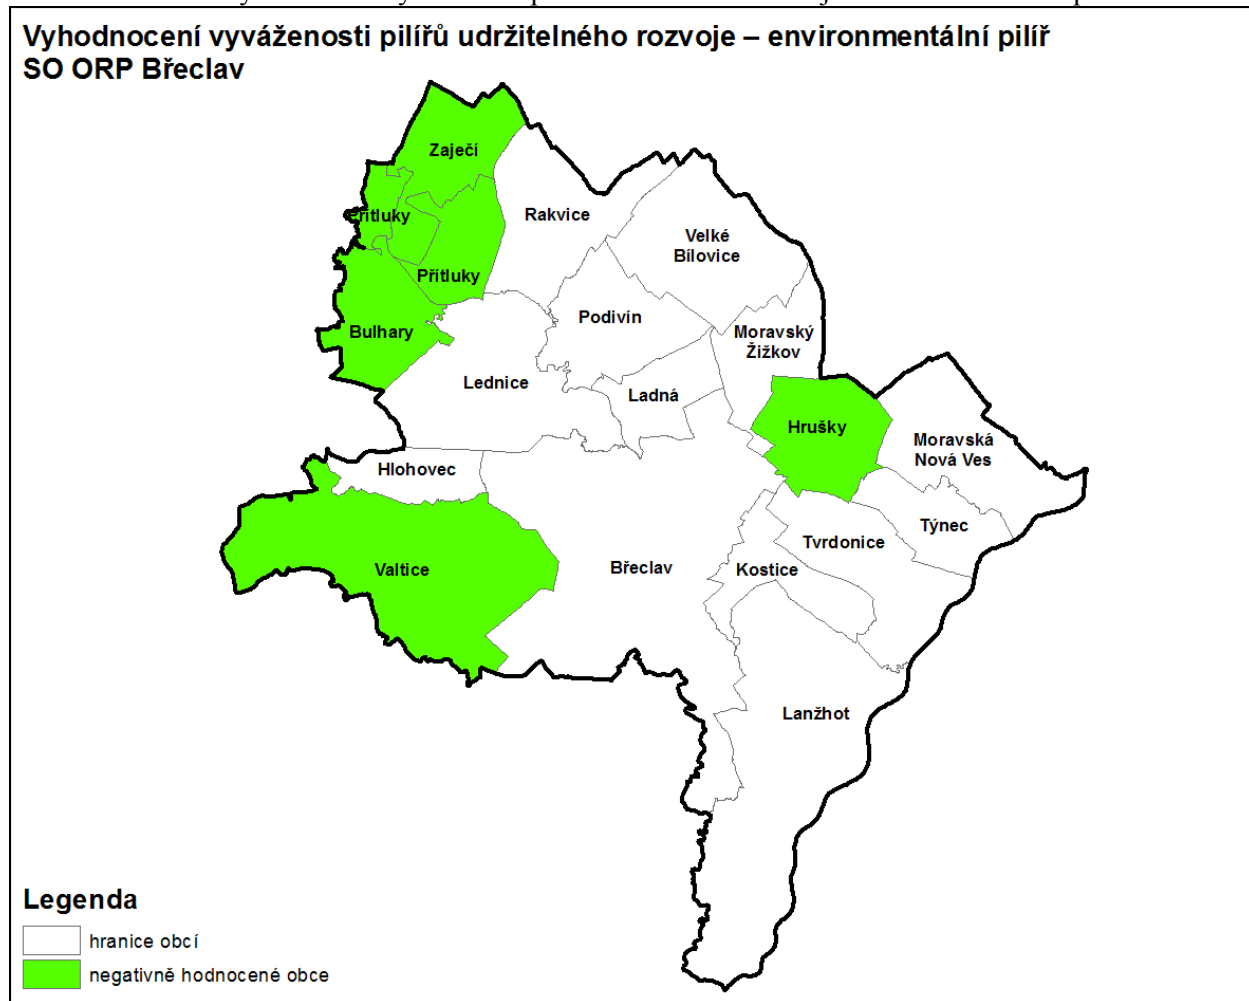 Vyhodnocení vyváženosti pilířů udržitelného rozvoje – environmentální pilíř
SO ORP Břeclav
Zaječí
Rakvice
Přítluky
Velké
Bílovice
Přítluky
Podivín
Bulhary
Moravský
Žižkov
Lednice
Ladná
Hrušky
Moravská
Nová Ves
Hlohovec
Týnec
Tvrdonice
Valtice
Břeclav
Kostice
Lanžhot
Legenda
hranice obcí
negativně hodnocené obce